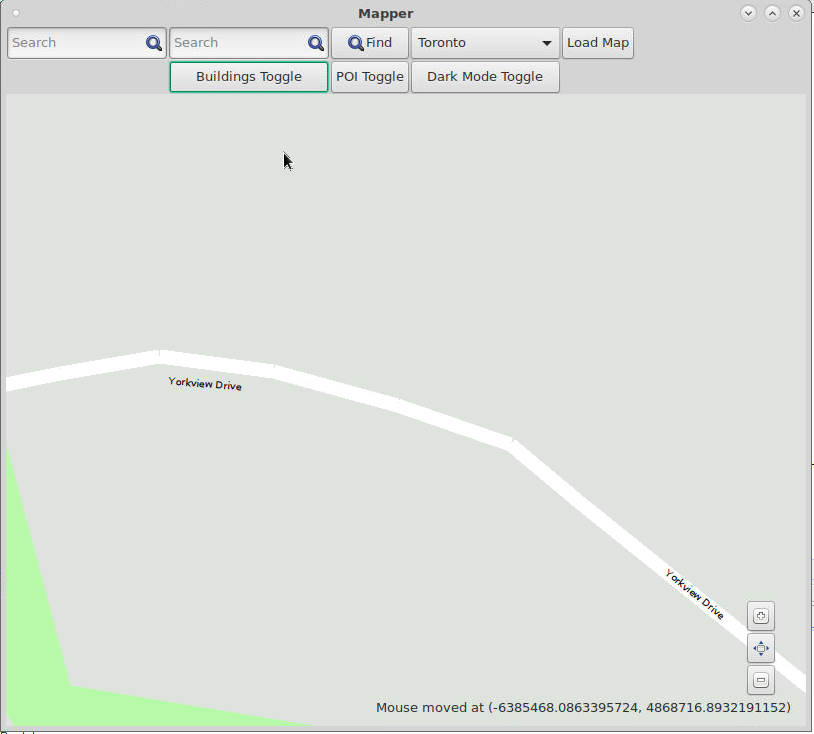 Mapper
Search Search Find Toronto Load Map
Buildings Toggle POI Toggle Dark Mode Toggle
Yorkview Drive
Yorkview Drive
Mouse moved at (-6385468.0863395724, 4868716.8932191152)